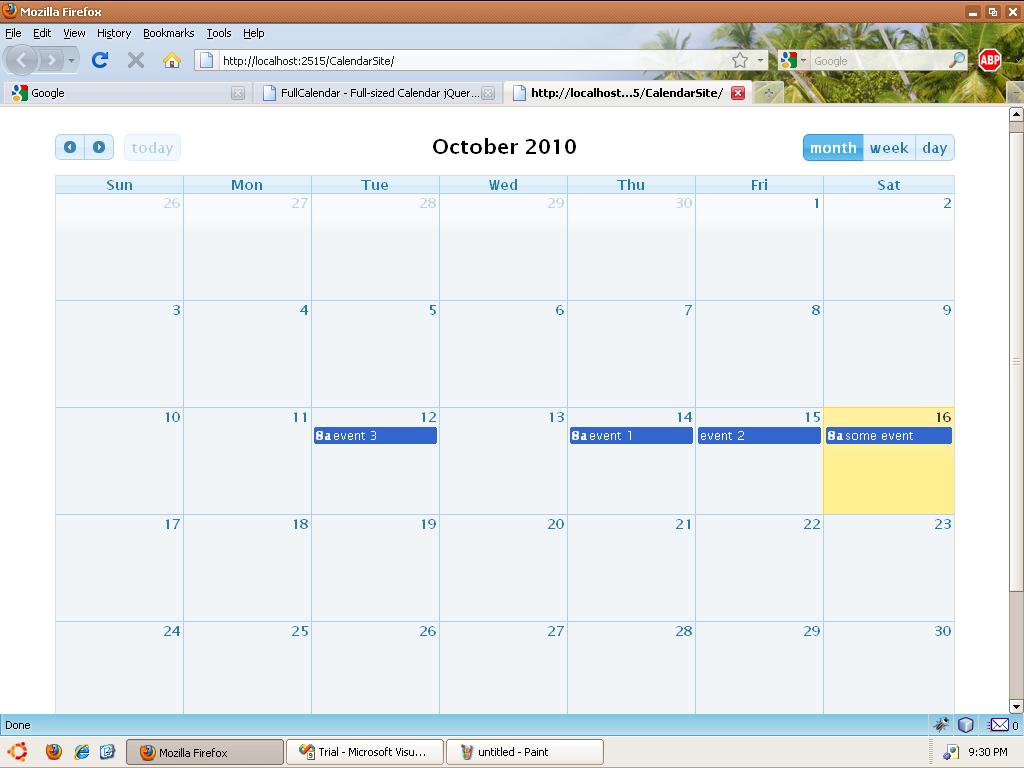 Mozilla Firefox
File Edit View History Bookmarks Tools Help
http://localhost:2515/CalendarSite/ Google ABP
Google FullCalendar - Full-sized Calendar jQuer... http://localhost...5/CalendarSite/
today October 2010 month week day
Sun Mon Tue Wed Thu Fri Sat
26 27 28 29 30 1 2
3 4 5 6 7 8 9
10 11 12 13 14 15 16
8a event 3 8a event 1 event 2 8a some event
17 18 19 20 21 22 23
24 25 26 27 28 29 30
Done 0
Mozilla Firefox Trial - Microsoft Visu... untitled - Paint 9:30 PM